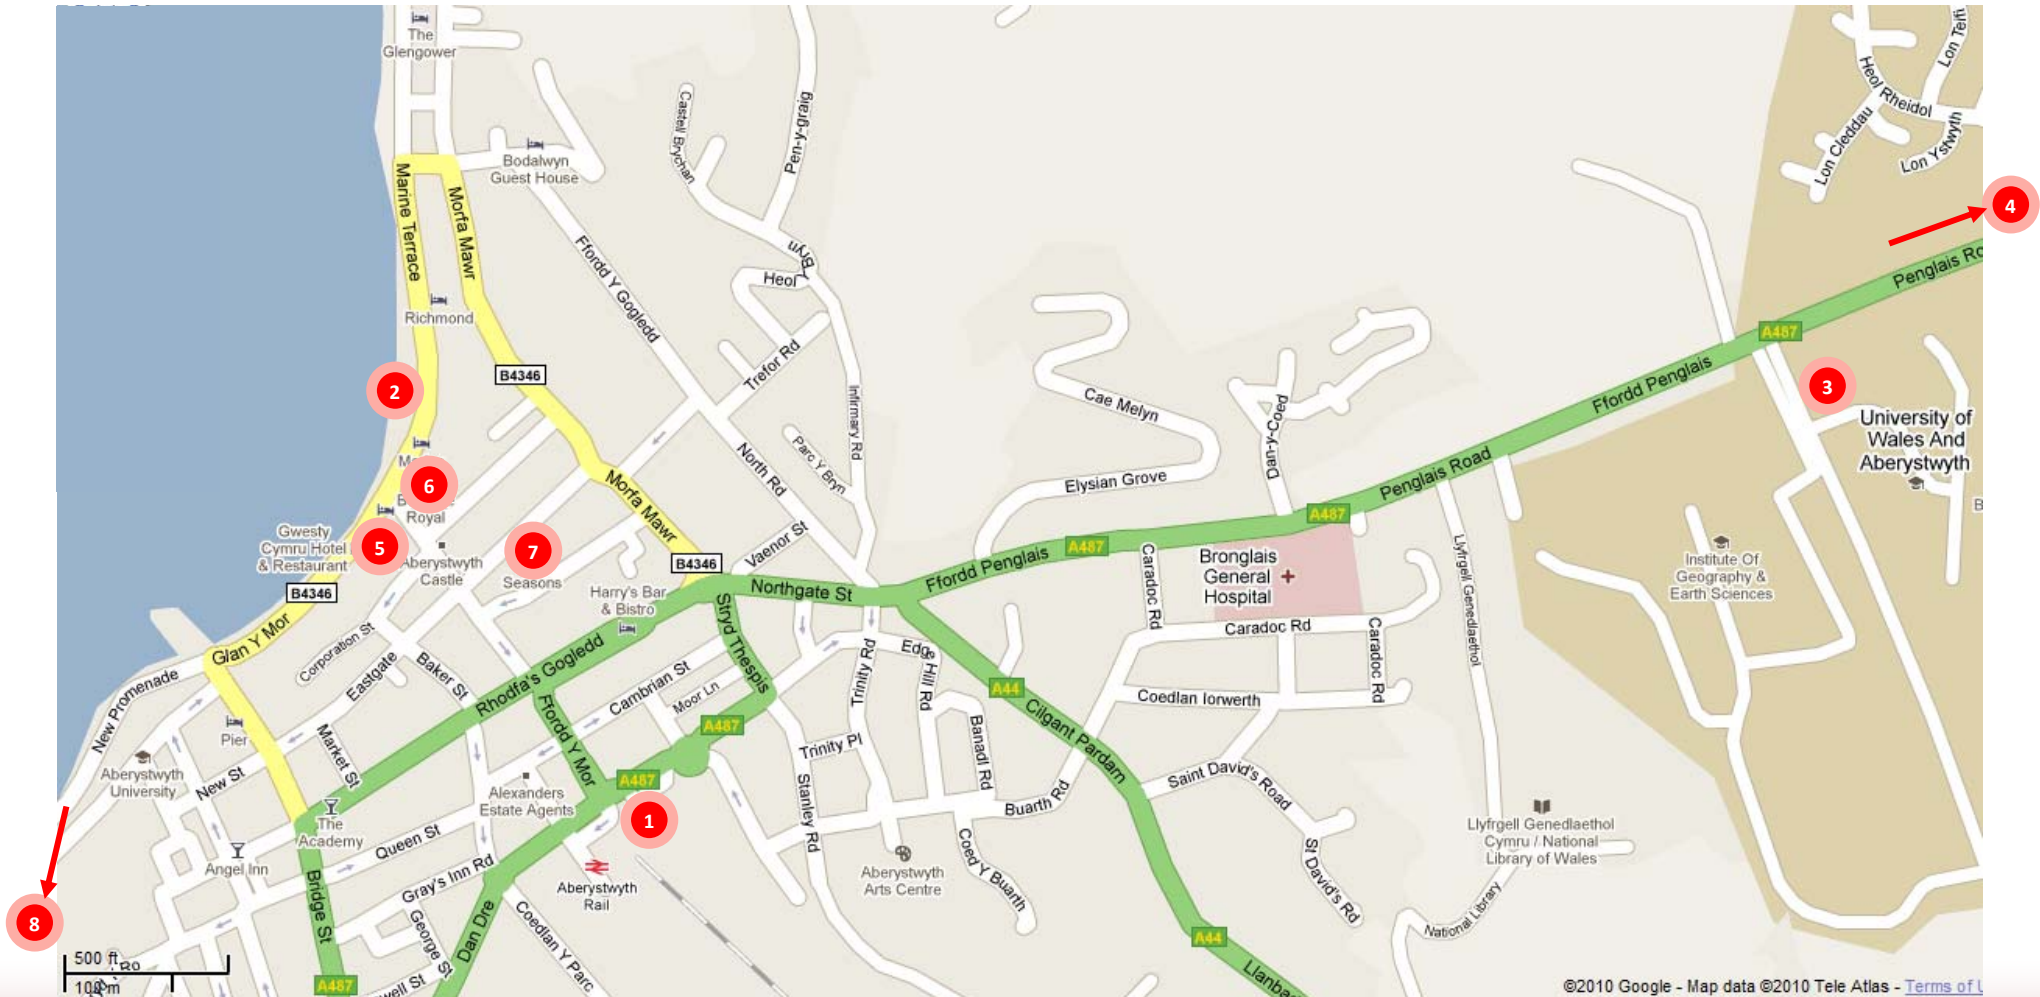 The
Glengower
Castell Brychan
Pen-y-graig
Heol Rheidol
Lon Teifi
Lon Cleddau
Lon Ystwyth
Bodalwyn
Guest House
Marine Terrace
Morfa Mawr
4
Ffordd Y Gogledd
Heol Y Bryn
Penglais Ro
Richmond
A487
B4346
Trefor Rd
Ffordd Penglais
2
3
Infirmary Rd
Cae Melyn
Dan-y-Coed
University of
Wales And
Aberystwyth
North Rd
Parc Y Bryn
Elysian Grove
Penglais Road
6
Royal
Morfa Mawr
A487
Gwesty
Cymru Hotel
& Restaurant
5
Aberystwyth
Castle
7
Seasons
B4346
Vaenor St
A487
Ffordd Penglais
Caradoc Rd
Bronglais
General
Hospital
Llyfrgell Genedlaethol
Institute Of
Geography &
Earth Sciences
B4346
Harry's Bar
& Bistro
Northgate St
Stryd Thespis
Glan Y Mor
Corporation St
Eastgate
Baker St
Rhodfa's Gogledd
Cambrian St
Moor Ln
Trinity Rd
Edge Hill Rd
Caradoc Rd
Caradoc Rd
A44
Coedlan Iorwerth
New Promenade
Pier
Market St
Ffordd Y Mor
A487
Trinity Pl
Banadl Rd
Cilgant Pardam
Aberystwyth
University
New St
A487
Alexanders
Estate Agents
Stanley Rd
Buarth Rd
Saint David's Road
The
Academy
1
Queen St
Angel Inn
Gray's Inn Rd
Aberystwyth
Rail
Aberystwyth
Arts Centre
Coed Y Buarth
St David's Rd
Llyfrgell Genedlaethol
Cymru / National
Library of Wales
8
Bridge St
George St
Dan Dre
Coedlan Y Parc
National Library
A44
500 ft
100 m
A487
well St
Llanba
©2010 Google - Map data ©2010 Tele Atlas - Terms of U